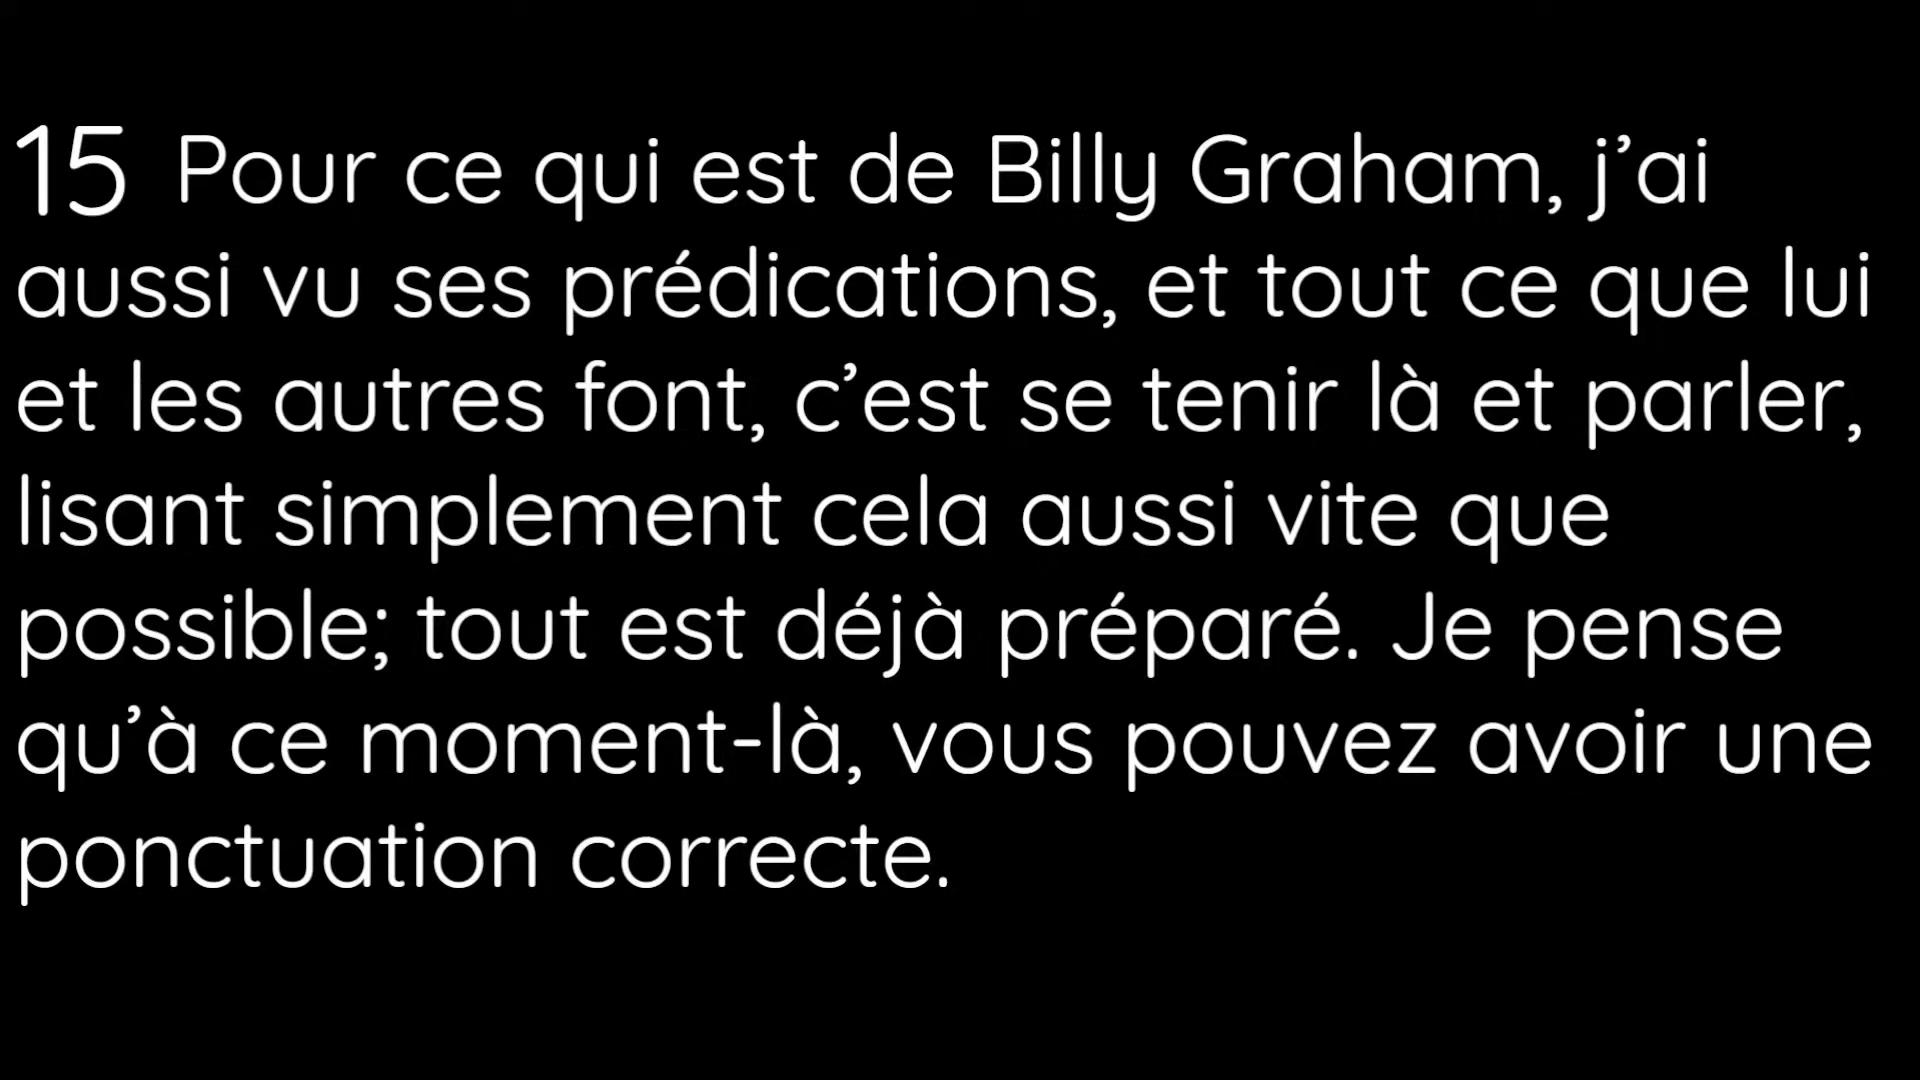 15 Pour ce qui est de Billy Graham, j’ai
aussi vu ses prédications, et tout ce que lui
et les autres font, c’est se tenir là et parler,
lisant simplement cela aussi vite que
possible; tout est déjà préparé. Je pense
qu’à ce moment-là, vous pouvez avoir une
ponctuation correcte.